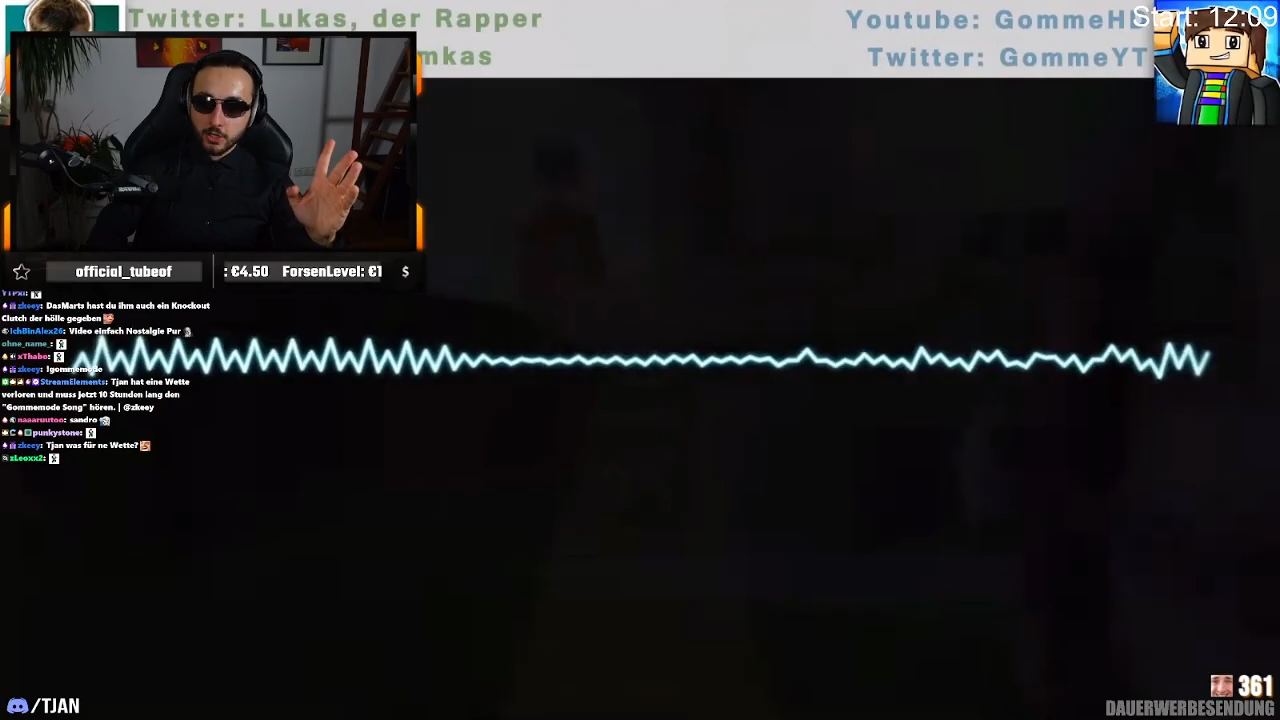 Twitter: Lukas, der Rapper
Youtube: GommeH
Start: 12:09
mkas
Twitter: GommeYT
official_tubeof
: €4.50 ForsenLevel: €1
$
zkeey: DasMarts hast du ihm auch ein Knockout
Clutch der hölle gegeben
IchBinAlex26: Video einfach Nostalgie Pur
ohne_name_:
xThabo:
zkeey: !gommemode
StreamElements: Tjan hat eine Wette
verloren und muss jetzt 10 Stunden lang den
"Gommemode Song" hören. | @zkeey
naaaruutoo: sandro
punkystone:
zkeey: Tjan was für ne Wette?
zLeoxx2:
/TJAN
361
DAUERWERBESENDUNG